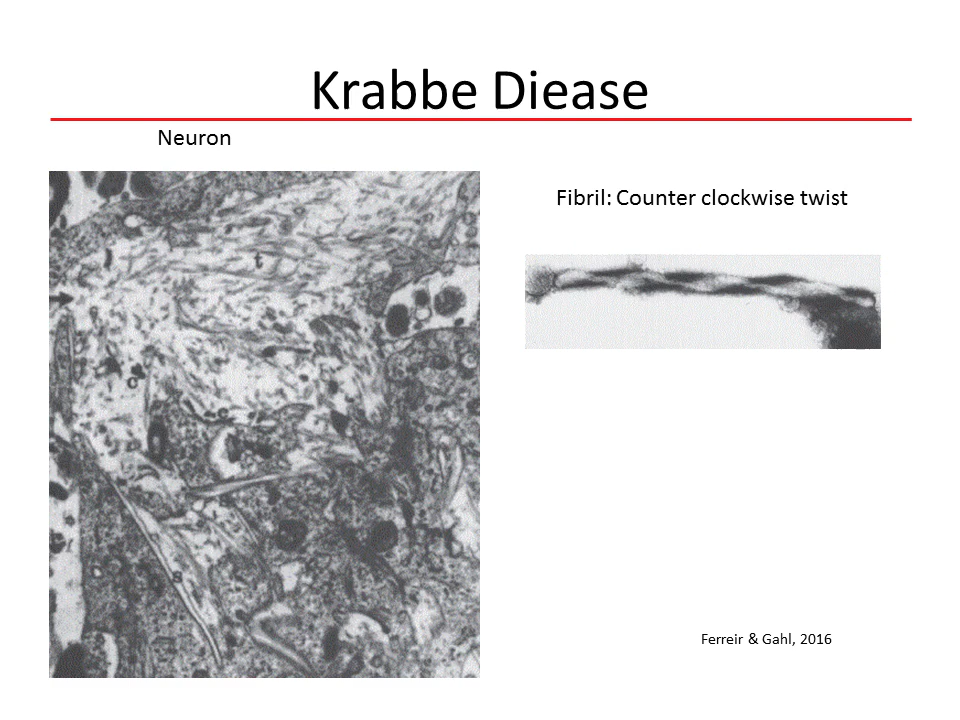 Krabbe Diease
Neuron
Fibril: Counter clockwise twist
t
c
s
Ferreir & Gahl, 2016